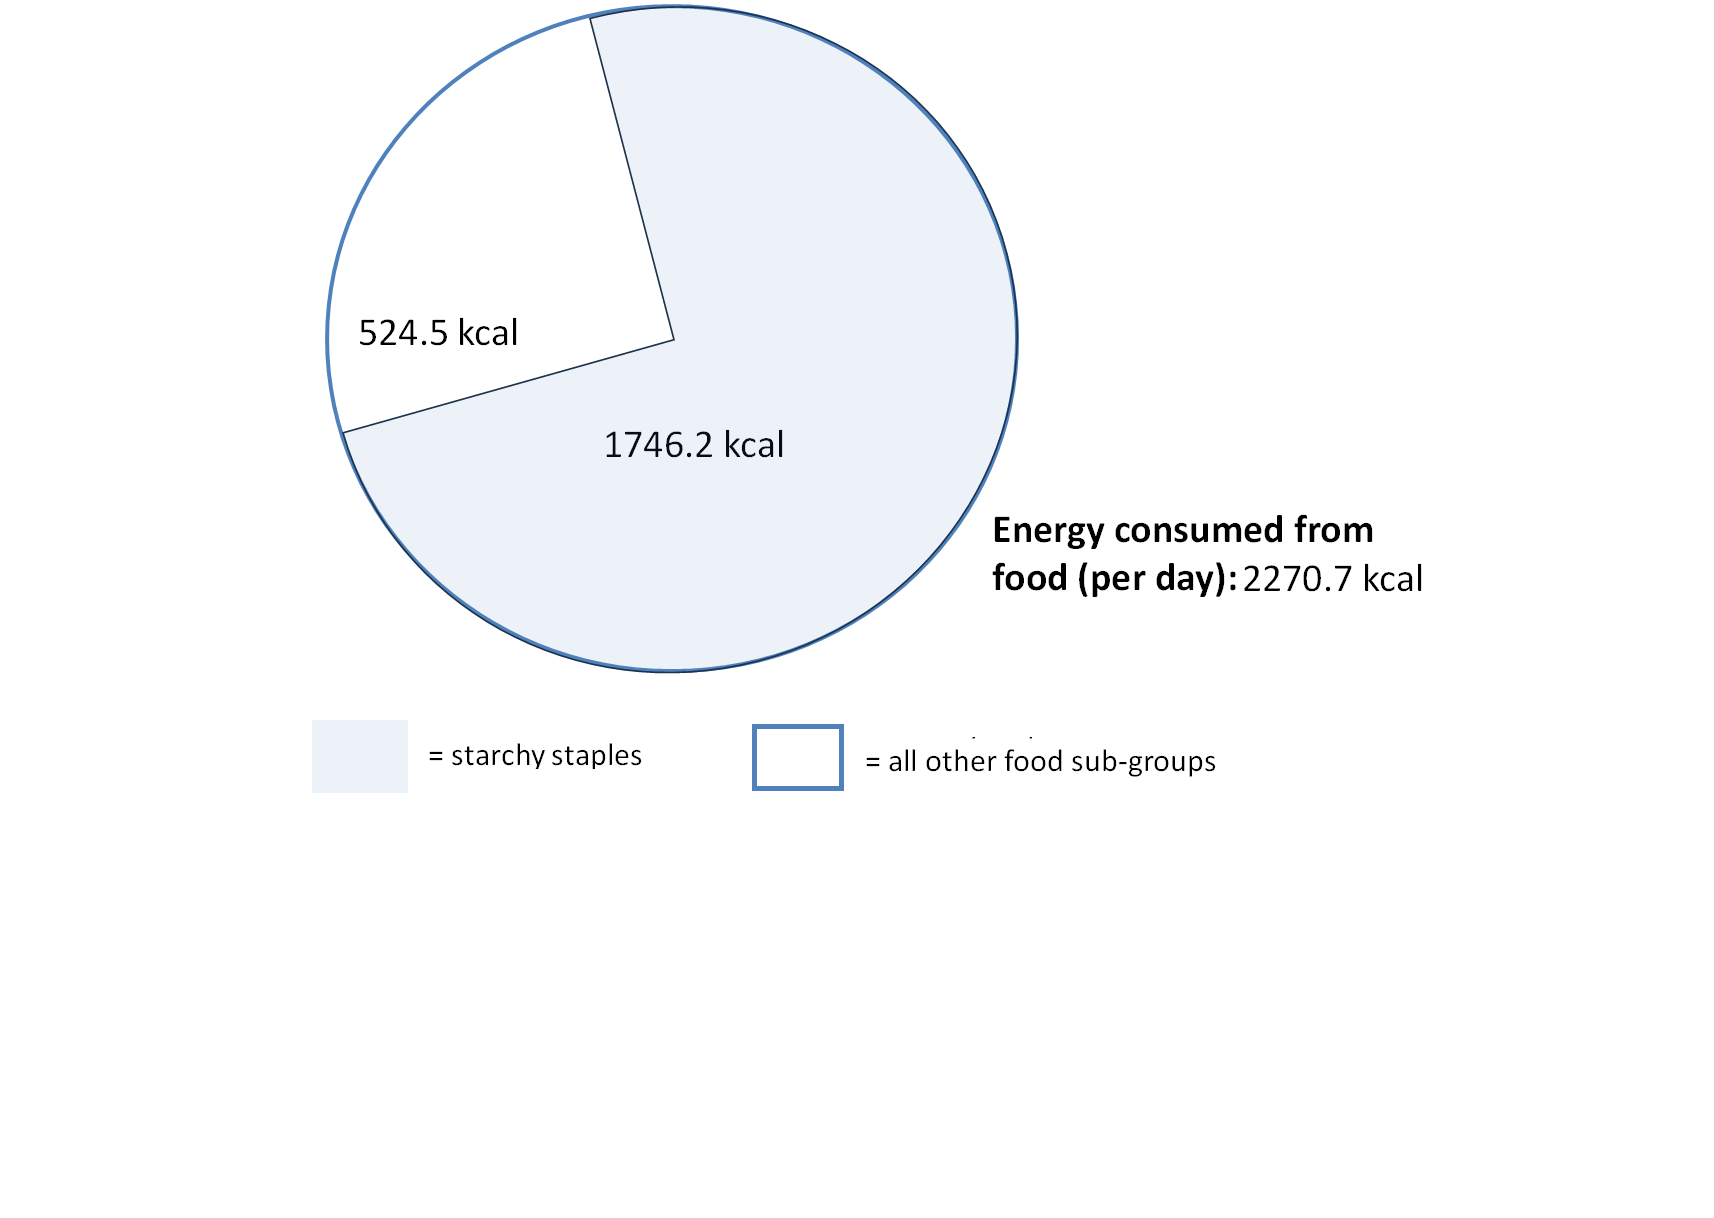 524.5 kcal
1746.2 kcal
Energy consumed from
food (per day): 2270.7 kcal
= starchy staples
= all other food sub-groups